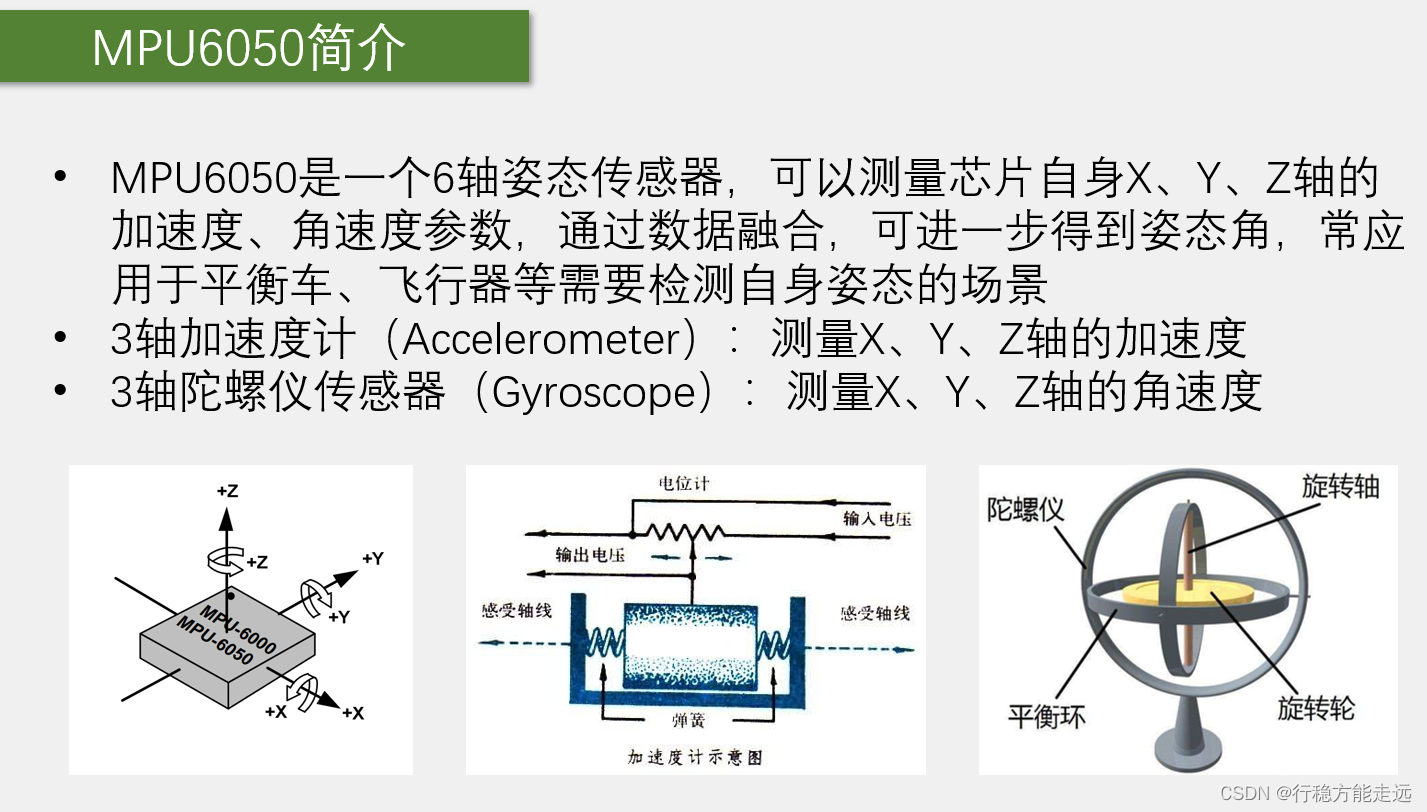 MPU6050简介
• MPU6050是一个6轴姿态传感器，可以测量芯片自身X、Y、Z轴的
加速度、角速度参数，通过数据融合，可进一步得到姿态角，常应
用于平衡车、飞行器等需要检测自身姿态的场景
• 3轴加速度计（Accelerometer）：测量X、Y、Z轴的加速度
• 3轴陀螺仪传感器（Gyroscope）：测量X、Y、Z轴的角速度
+Z
+Z
+Y
+Y
MPU-6000
MPU-6050
+X
+X
电位计
输入电压
输出电压
感受轴线
感受轴线
弹簧
加速度计示意图
旋转轴
陀螺仪
平衡环
旋转轮
CSDN @行稳方能走远